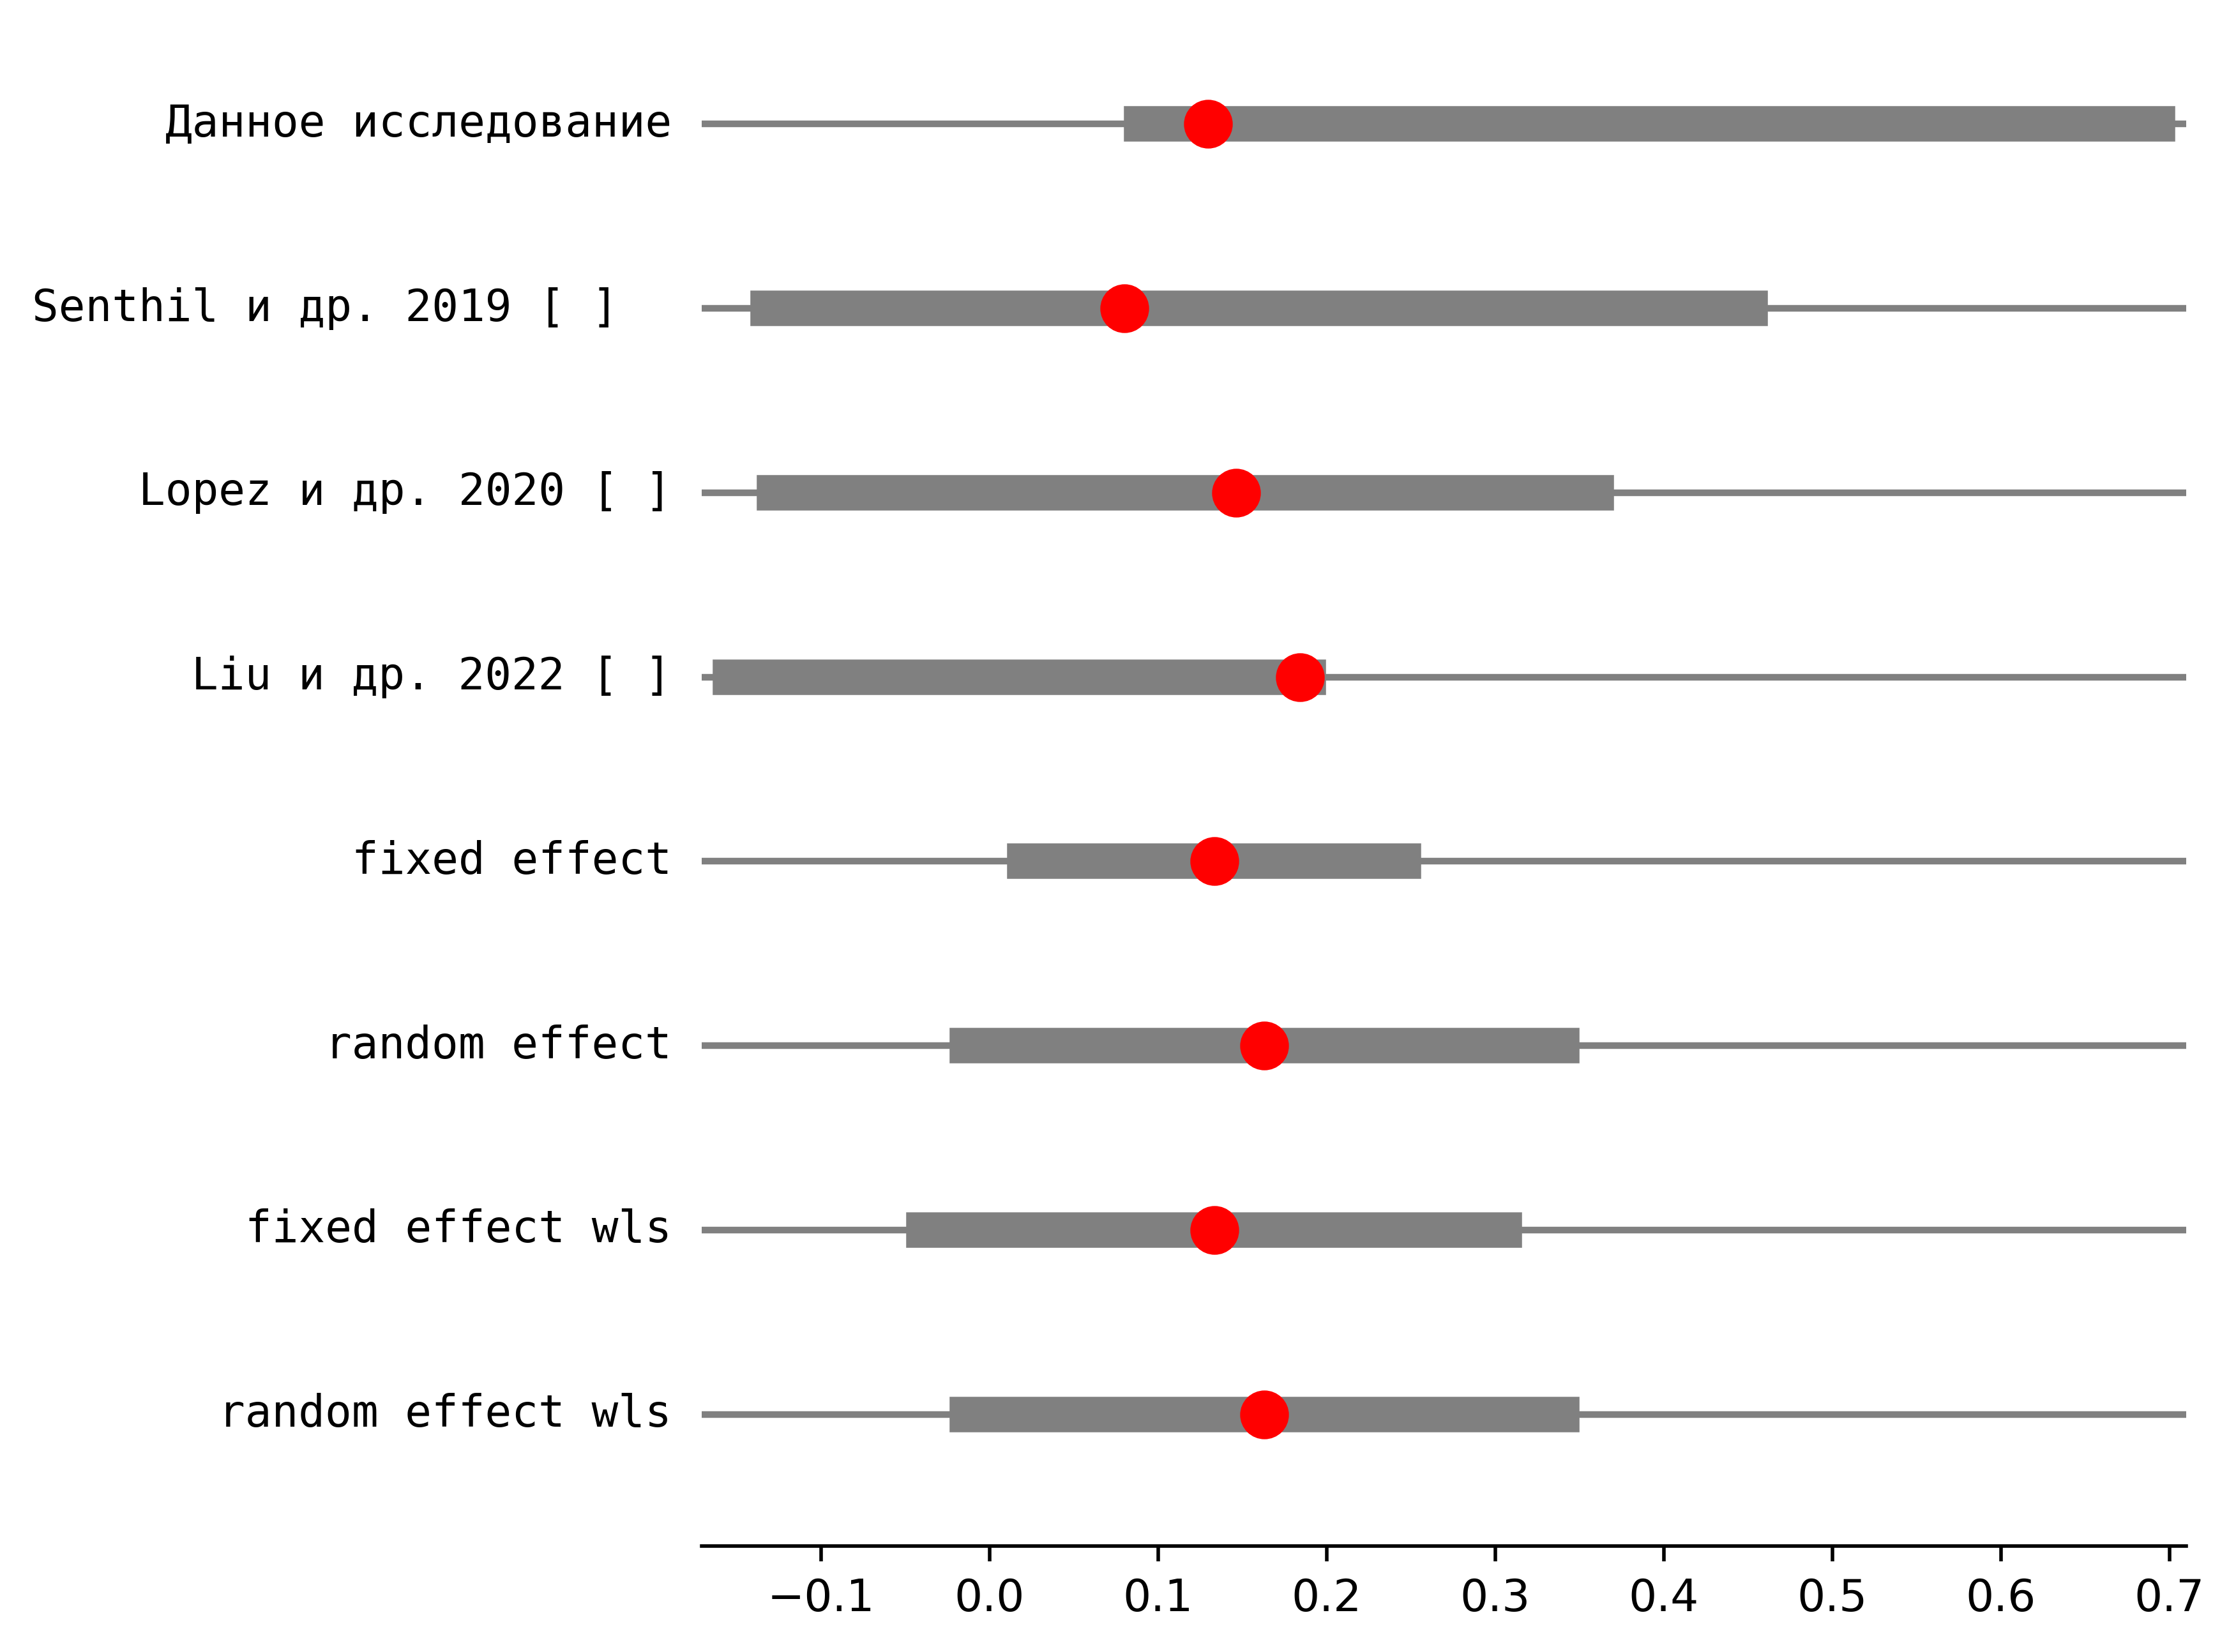 Данное исследование
Senthil и др. 2019 [ ]
Lopez и др. 2020 [ ]
Liu и др. 2022 [ ]
fixed effect
random effect
fixed effect wls
random effect wls
−0.1 0.0 0.1 0.2 0.3 0.4 0.5 0.6 0.7